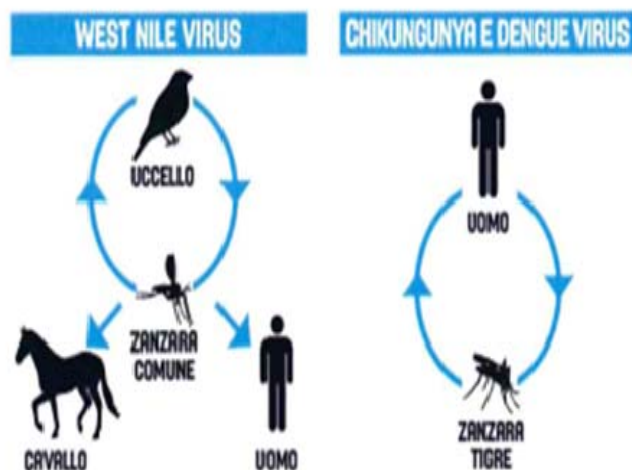 WEST NILE VIRUS
UCCELLO
ZANZARA
COMUNE
CAVALLO
UOMO
CHIKUNGUNYA E DENGUE VIRUS
UOMO
ZANZARA
TIGRE